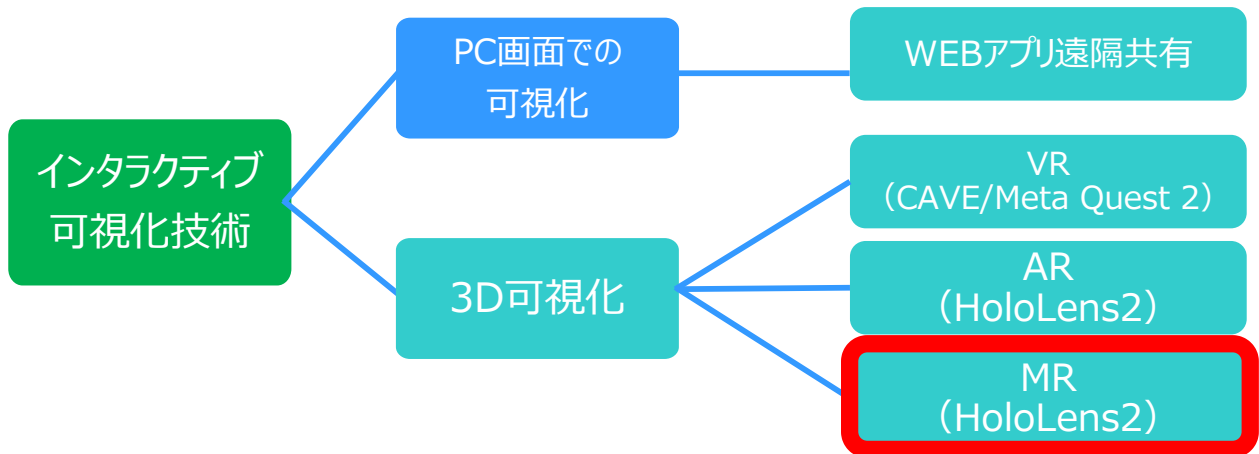 インタラクティブ
可視化技術
PC画面での
可視化
WEBアプリ遠隔共有
3D可視化
VR
（CAVE/Meta Quest 2）
AR
（HoloLens2）
MR
（HoloLens2）